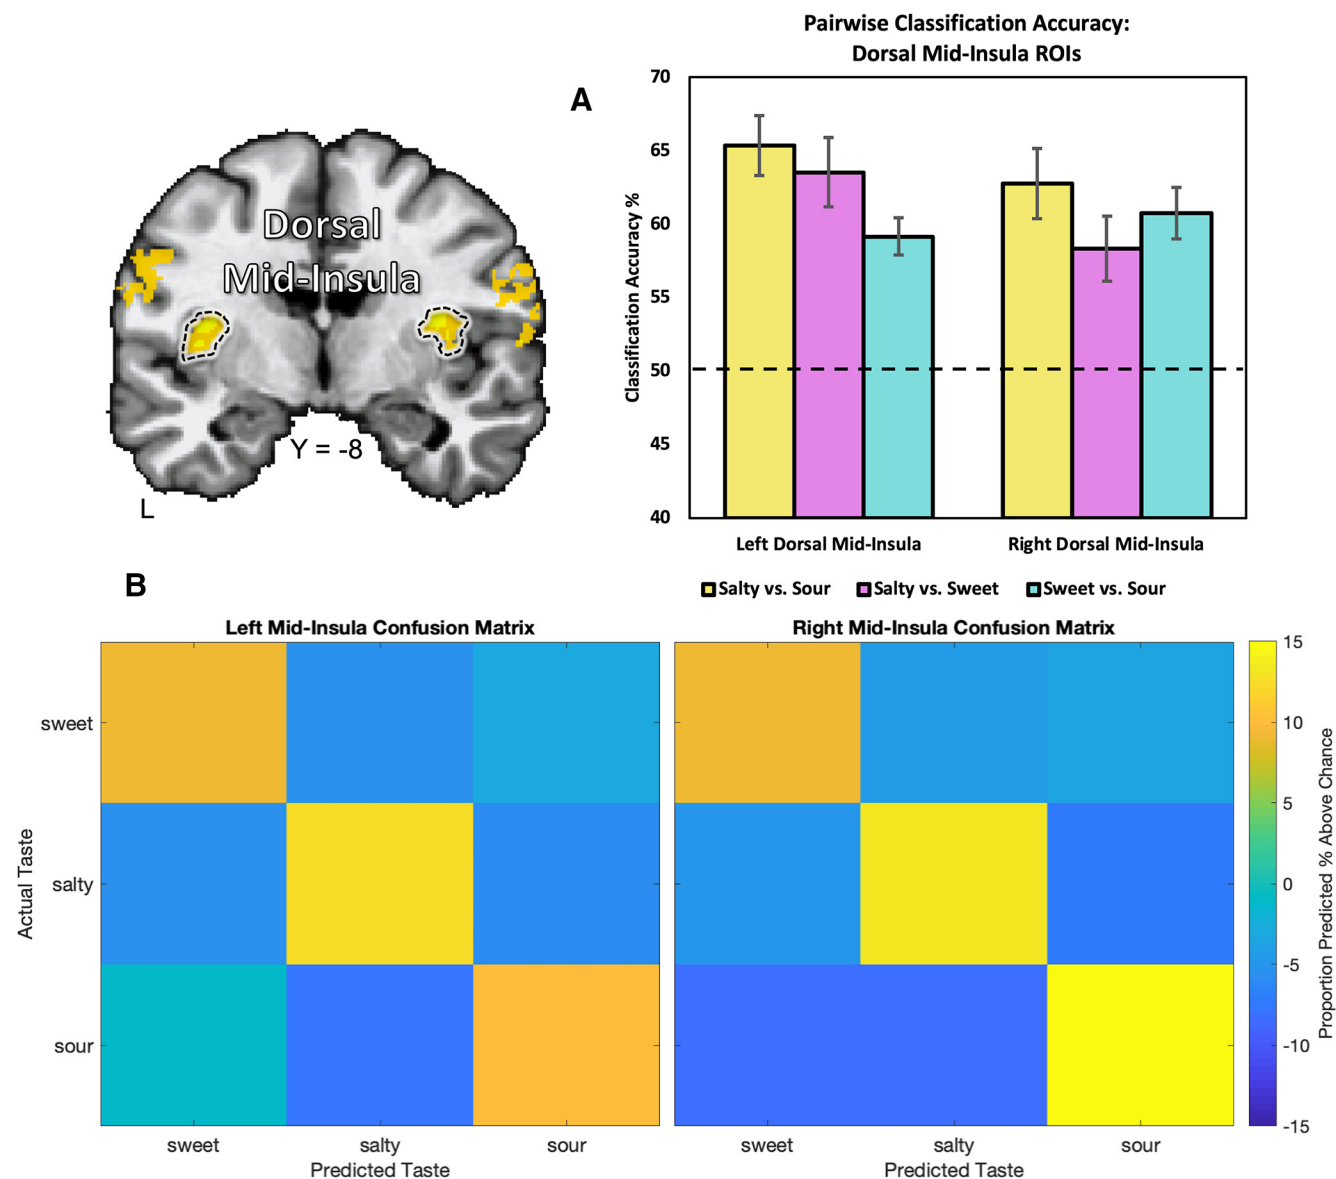 Pairwise Classification Accuracy:
Dorsal Mid-Insula ROIs
A
Dorsal
Mid-Insula
Y = -8
L
Classification Accuracy %
70
65
60
55
50
45
40
Left Dorsal Mid-Insula
Right Dorsal Mid-Insula
Salty vs. Sour
Salty vs. Sweet
Sweet vs. Sour
B
Left Mid-Insula Confusion Matrix
Right Mid-Insula Confusion Matrix
Actual Taste
sweet
salty
sour
sweet
salty
sour
Predicted Taste
sweet
salty
sour
Predicted Taste
15
10
5
0
-5
-10
-15
Proportion Predicted % Above Chance